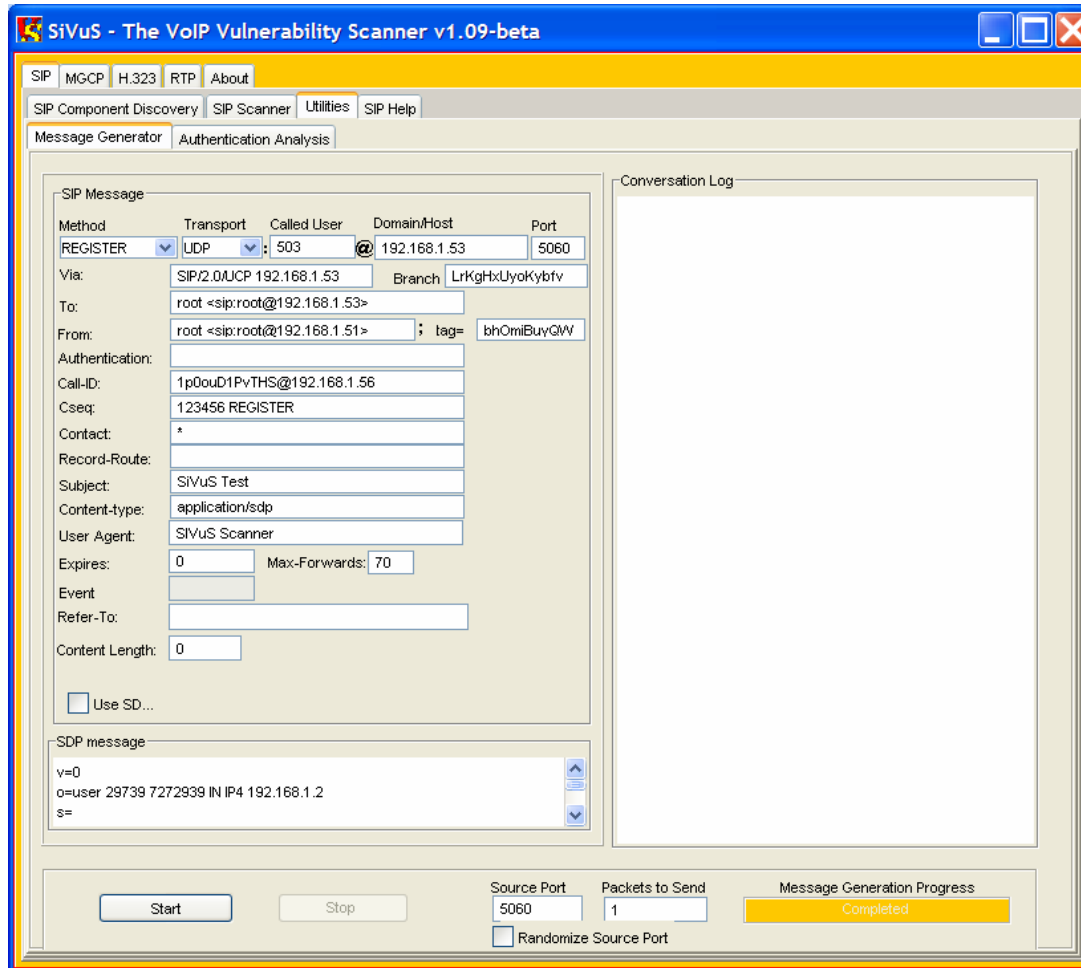 SiVuS - The VoIP Vulnerability Scanner v1.09-beta
SIP MGCP H.323 RTP About
SIP Component Discovery SIP Scanner Utilities SIP Help
Message Generator Authentication Analysis
SIP Message
Method Transport Called User Domain/Host Port
REGISTER UDP : 503 @ 192.168.1.53 5060
Via: SIP/2.0/UCP 192.168.1.53 Branch LrKgHxUyoKybfv
To: root <sip:root@192.168.1.53>
From: root <sip:root@192.168.1.51> ; tag= bhOmiBuyQW
Authentication:
Call-ID: 1p0ouD1PvTHS@192.168.1.56
Cseq: 123456 REGISTER
Contact: *
Record-Route:
Subject: SiVuS Test
Content-type: application/sdp
User Agent: SIVuS Scanner
Expires: 0 Max-Forwards: 70
Event
Refer-To:
Content Length: 0
Use SD...
SDP message
v=0
o=user 29739 7272939 IN IP4 192.168.1.2
s=
Conversation Log
Start Stop
Source Port Packets to Send Message Generation Progress
5060 1 Completed
Randomize Source Port